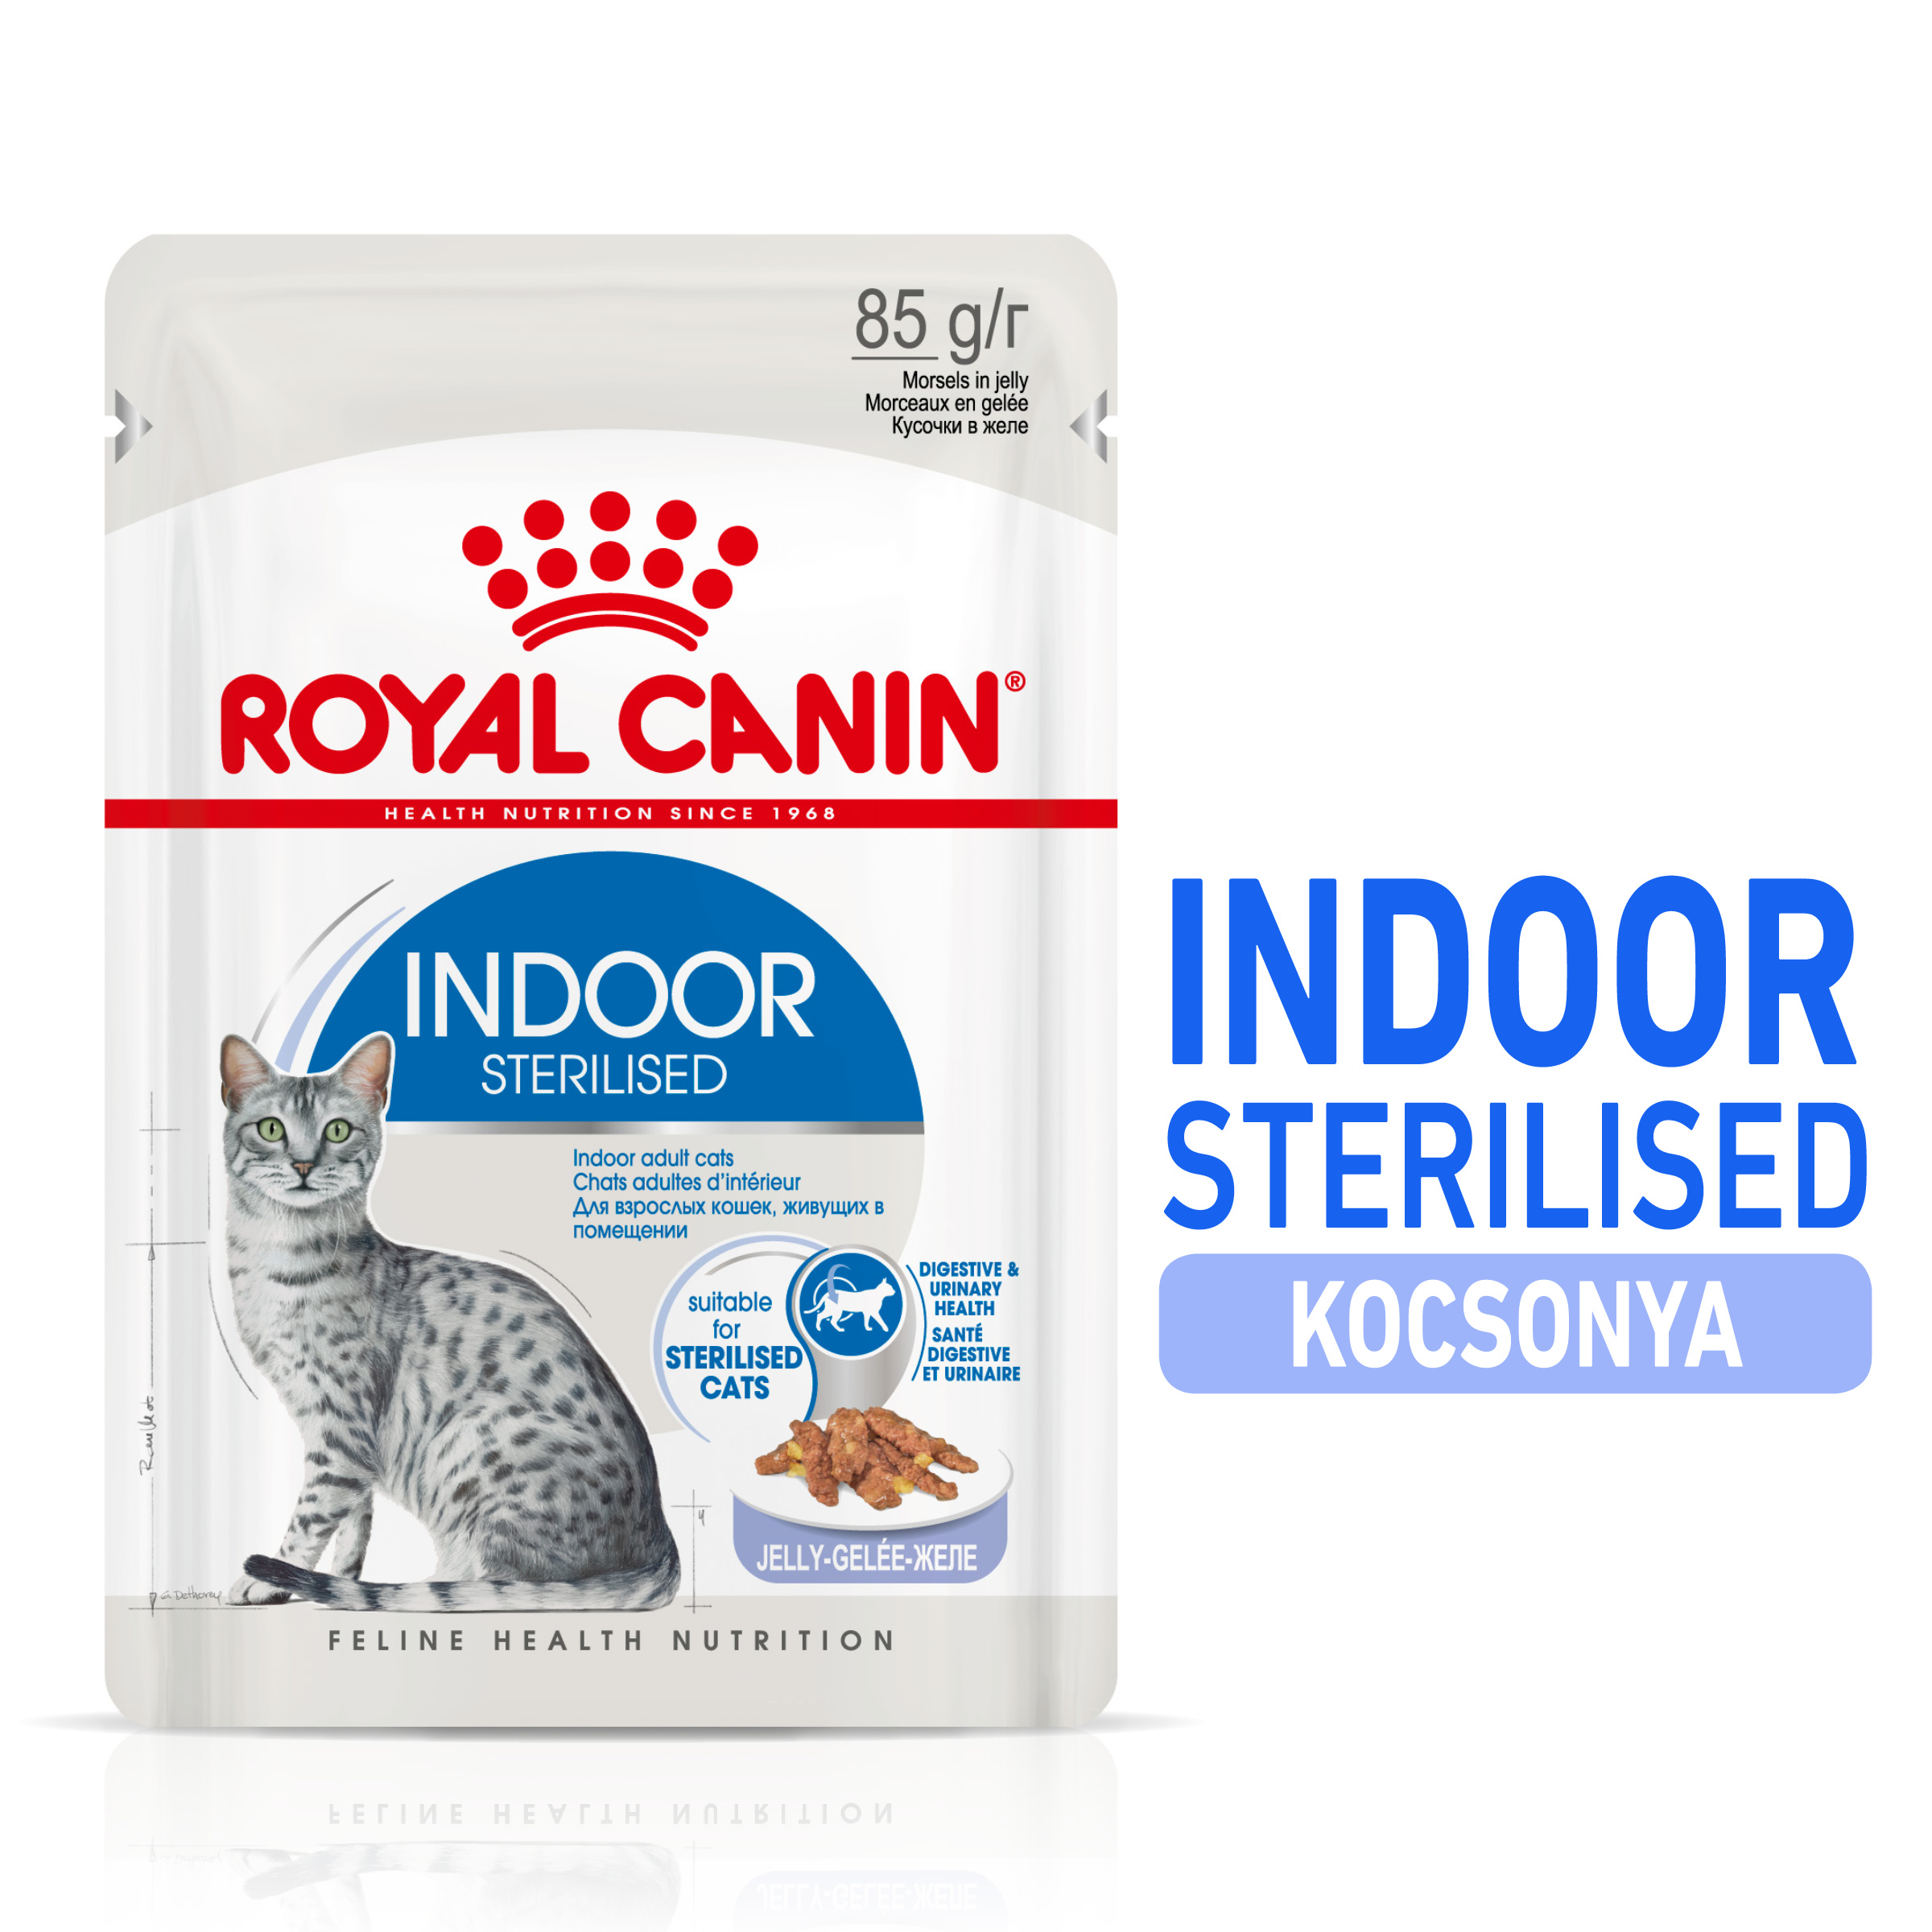 85 g/г
Morsels in jelly
Morceaux en gelée
Кусочки в желе
ROYAL CANIN®
HEALTH NUTRITION SINCE 1968
INDOOR
STERILISED
Indoor adult cats
Chats adultes d'intérieur
Для взрослых кошек, живущих в
помещении
suitable
for
STERILISED
CATS
DIGESTIVE &
URINARY
HEALTH
SANTÉ
DIGESTIVE
ET URINAIRE
JELLY-GELÉE-ЖЕЛЕ
FELINE HEALTH NUTRITION
INDOOR
STERILISED
KOCSONYA